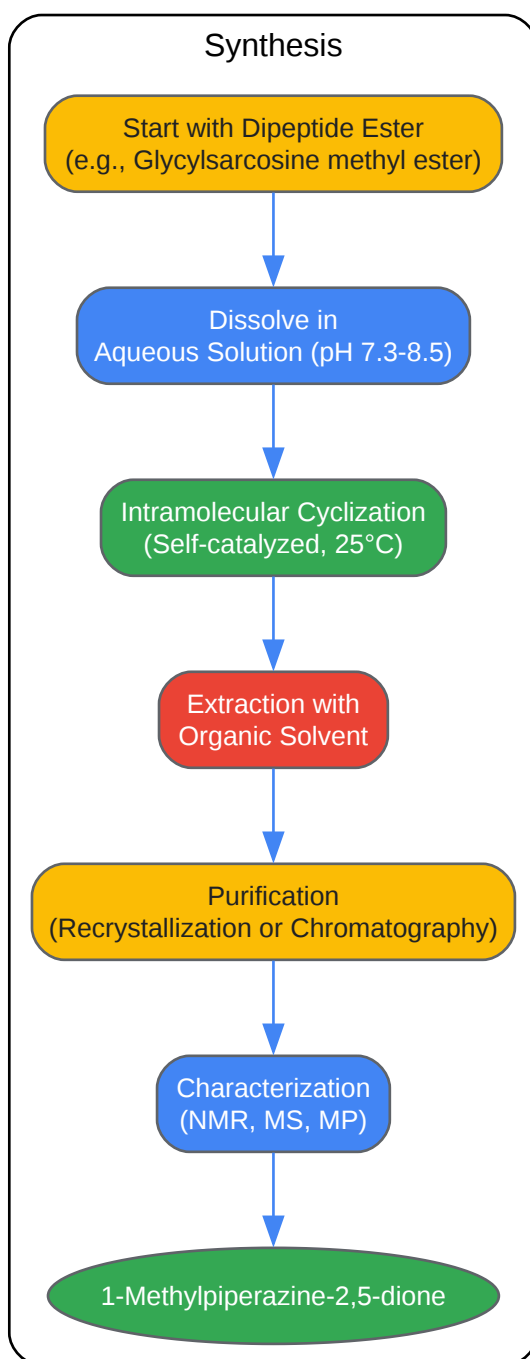 Synthesis
Start with Dipeptide Ester
(e.g., Glycylsarcosine methyl ester)
Dissolve in
Aqueous Solution (pH 7.3-8.5)
Intramolecular Cyclization
(Self-catalyzed, 25°C)
Extraction with
Organic Solvent
Purification
(Recrystallization or Chromatography)
Characterization
(NMR, MS, MP)
1-Methylpiperazine-2,5-dione